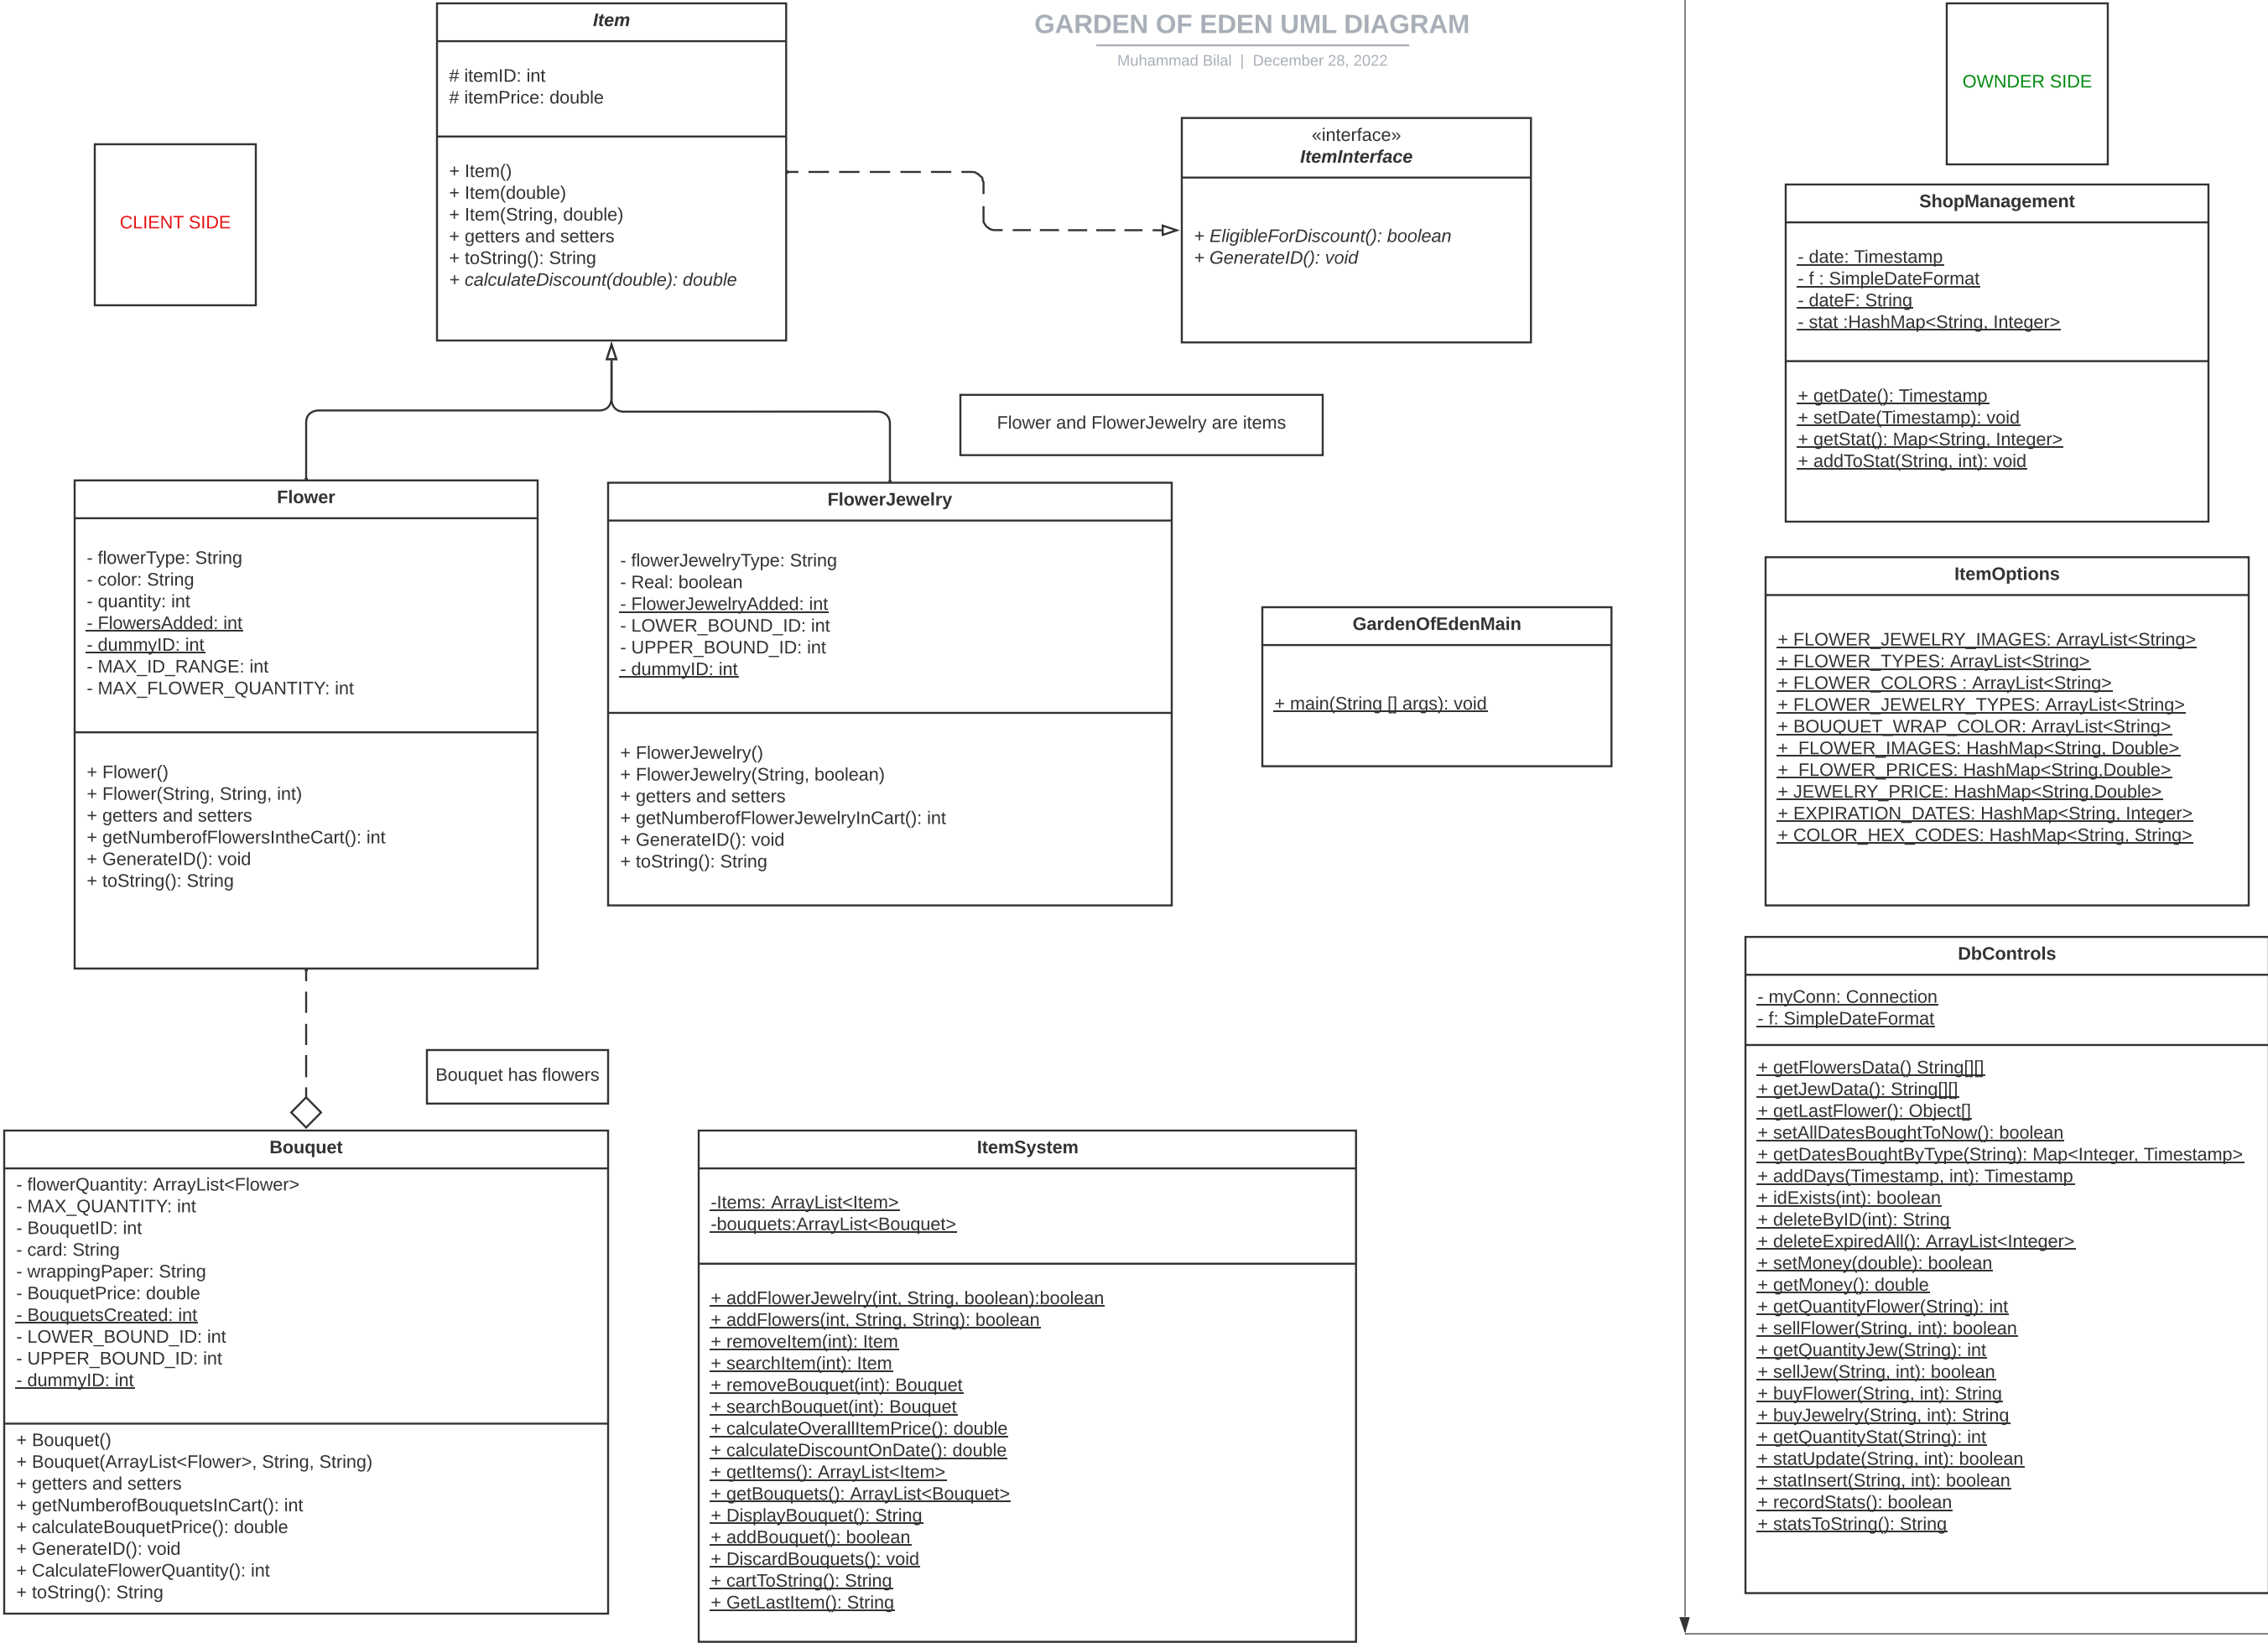 GARDEN OF EDEN UML DIAGRAM
Muhammad Bilal | December 28, 2022
CLIENT SIDE
Item
# itemID: int
# itemPrice: double
+ Item()
+ Item(double)
+ Item(String, double)
+ getters and setters
+ toString(): String
+ calculateDiscount(double): double
«interface»
ItemInterface
+ EligibleForDiscount(): boolean
+ GenerateID(): void
Flower and FlowerJewelry are items
Flower
- flowerType: String
- color: String
- quantity: int
- FlowersAdded: int
- dummyID: int
- MAX_ID_RANGE: int
- MAX_FLOWER_QUANTITY: int
+ Flower()
+ Flower(String, String, int)
+ getters and setters
+ getNumberofFlowersIntheCart(): int
+ GenerateID(): void
+ toString(): String
FlowerJewelry
- flowerJewelryType: String
- Real: boolean
- FlowerJewelryAdded: int
- LOWER_BOUND_ID: int
- UPPER_BOUND_ID: int
- dummyID: int
+ FlowerJewelry()
+ FlowerJewelry(String, boolean)
+ getters and setters
+ getNumberofFlowerJewelryInCart(): int
+ GenerateID(): void
+ toString(): String
GardenOfEdenMain
+ main(String [] args): void
Bouquet has flowers
Bouquet
- flowerQuantity: ArrayList<Flower>
- MAX_QUANTITY: int
- BouquetID: int
- card: String
- wrappingPaper: String
- BouquetPrice: double
- BouquetsCreated: int
- LOWER_BOUND_ID: int
- UPPER_BOUND_ID: int
- dummyID: int
+ Bouquet()
+ Bouquet(ArrayList<Flower>, String, String)
+ getters and setters
+ getNumberofBouquetsInCart(): int
+ calculateBouquetPrice(): double
+ GenerateID(): void
+ CalculateFlowerQuantity(): int
+ toString(): String
ItemSystem
-Items: ArrayList<Item>
-bouquets:ArrayList<Bouquet>
+ addFlowerJewelry(int, String, boolean):boolean
+ addFlowers(int, String, String): boolean
+ removeItem(int): Item
+ searchItem(int): Item
+ removeBouquet(int): Bouquet
+ searchBouquet(int): Bouquet
+ calculateOverallItemPrice(): double
+ calculateDiscountOnDate(): double
+ getItems(): ArrayList<Item>
+ getBouquets(): ArrayList<Bouquet>
+ DisplayBouquet(): String
+ addBouquet(): boolean
+ DiscardBouquets(): void
+ cartToString(): String
+ GetLastItem(): String
OWNDER SIDE
ShopManagement
- date: Timestamp
- f : SimpleDateFormat
- dateF: String
- stat :HashMap<String, Integer>
+ getDate(): Timestamp
+ setDate(Timestamp): void
+ getStat(): Map<String, Integer>
+ addToStat(String, int): void
ItemOptions
+ FLOWER_JEWELRY_IMAGES: ArrayList<String>
+ FLOWER_TYPES: ArrayList<String>
+ FLOWER_COLORS : ArrayList<String>
+ FLOWER_JEWELRY_TYPES: ArrayList<String>
+ BOUQUET_WRAP_COLOR: ArrayList<String>
+ FLOWER_IMAGES: HashMap<String, Double>
+ FLOWER_PRICES: HashMap<String,Double>
+ JEWELRY_PRICE: HashMap<String,Double>
+ EXPIRATION_DATES: HashMap<String, Integer>
+ COLOR_HEX_CODES: HashMap<String, String>
DbControls
- myConn: Connection
- f: SimpleDateFormat
+ getFlowersData() String[][]
+ getJewData(): String[][]
+ getLastFlower(): Object[]
+ setAllDatesBoughtToNow(): boolean
+ getDatesBoughtByType(String): Map<Integer, Timestamp>
+ addDays(Timestamp, int): Timestamp
+ idExists(int): boolean
+ deleteByID(int): String
+ deleteExpiredAll(): ArrayList<Integer>
+ setMoney(double): boolean
+ getMoney(): double
+ getQuantityFlower(String): int
+ sellFlower(String, int): boolean
+ getQuantityJew(String): int
+ sellJew(String, int): boolean
+ buyFlower(String, int): String
+ buyJewelry(String, int): String
+ getQuantityStat(String): int
+ statUpdate(String, int): boolean
+ statInsert(String, int): boolean
+ recordStats(): boolean
+ statsToString(): String